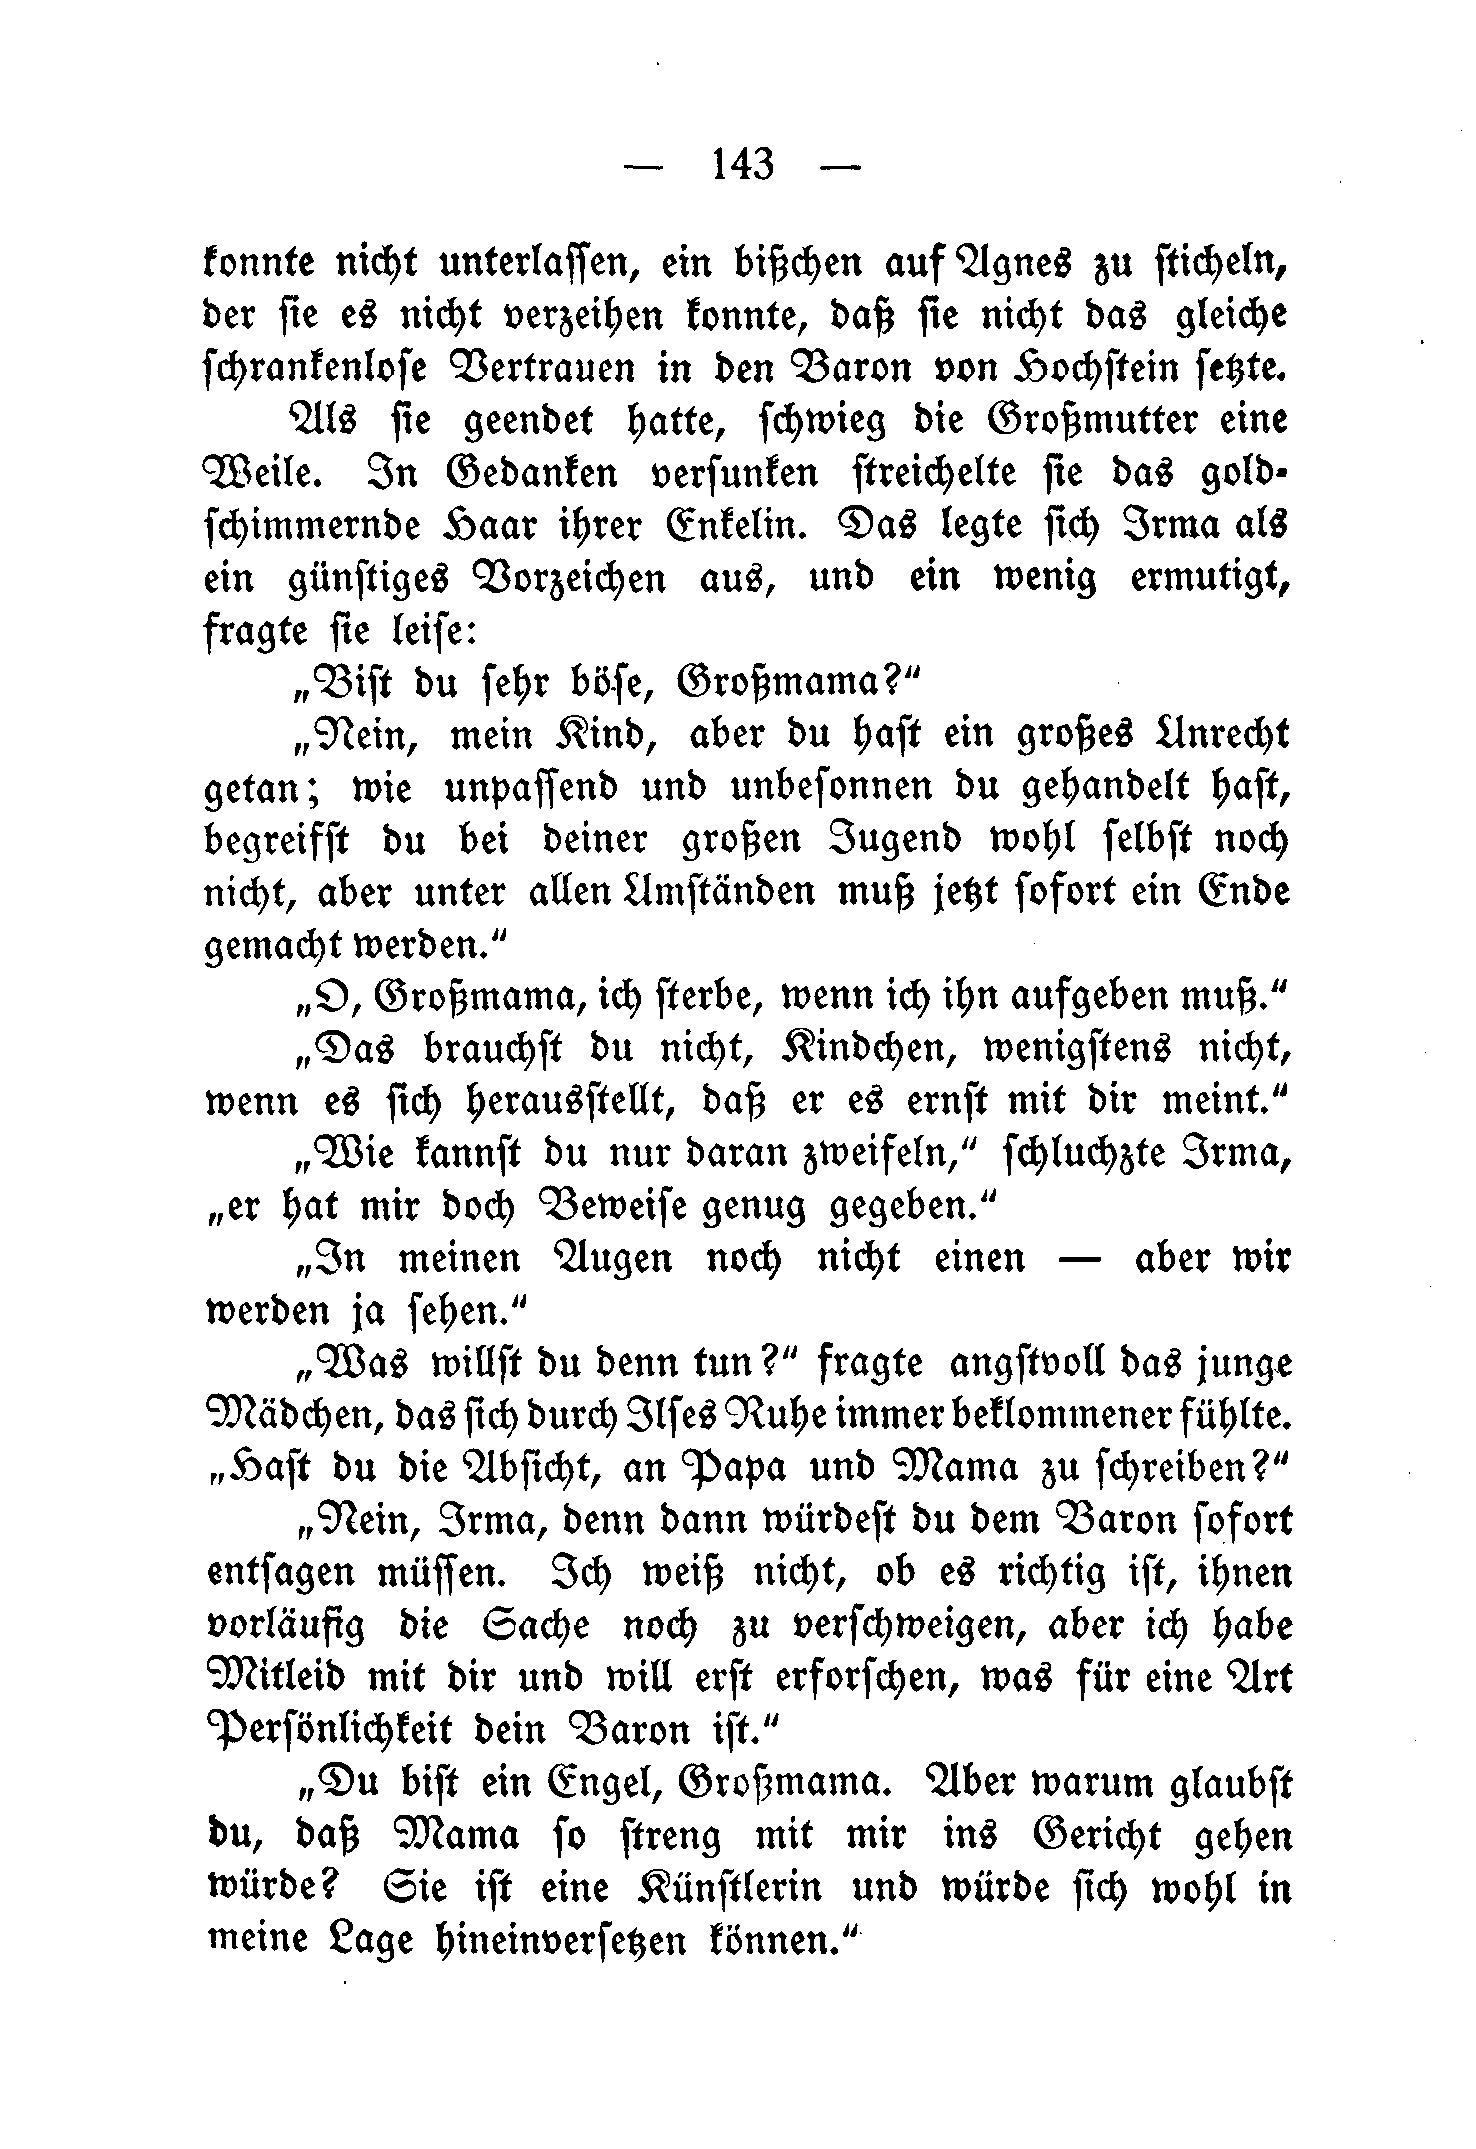 — 143 —
konnte nicht unterlassen, ein bißchen auf Agnes zu sticheln,
der sie es nicht verzeihen konnte, daß sie nicht das gleiche
schrankenlose Vertrauen in den Baron von Hochstein setzte.
Als sie geendet hatte, schwieg die Großmutter eine
Weile. In Gedanken versunken streichelte sie das gold-
schimmernde Haar ihrer Enkelin. Das legte sich Irma als
ein günstiges Vorzeichen aus, und ein wenig ermutigt,
fragte sie leise:
„Bist du sehr böse, Großmama?“
„Nein, mein Kind, aber du hast ein großes Unrecht
getan; wie unpassend und unbesonnen du gehandelt hast,
begreifst du bei deiner großen Jugend wohl selbst noch
nicht, aber unter allen Umständen muß jetzt sofort ein Ende
gemacht werden.“
„O, Großmama, ich sterbe, wenn ich ihn aufgeben muß.“
„Das brauchst du nicht, Kindchen, wenigstens nicht,
wenn es sich herausstellt, daß er es ernst mit dir meint.“
„Wie kannst du nur daran zweifeln,“ schluchzte Irma,
„er hat mir doch Beweise genug gegeben.“
„In meinen Augen noch nicht einen — aber wir
werden ja sehen.“
„Was willst du denn tun?“ fragte angstvoll das junge
Mädchen, das sich durch Ilses Ruhe immer beklommener fühlte.
„Hast du die Absicht, an Papa und Mama zu schreiben?“
„Nein, Irma, denn dann würdest du dem Baron sofort
entsagen müssen. Ich weiß nicht, ob es richtig ist, ihnen
vorläufig die Sache noch zu verschweigen, aber ich habe
Mitleid mit dir und will erst erforschen, was für eine Art
Persönlichkeit dein Baron ist.“
„Du bist ein Engel, Großmama. Aber warum glaubst
du, daß Mama so streng mit mir ins Gericht gehen
würde? Sie ist eine Künstlerin und würde sich wohl in
meine Lage hineinversetzen können.“